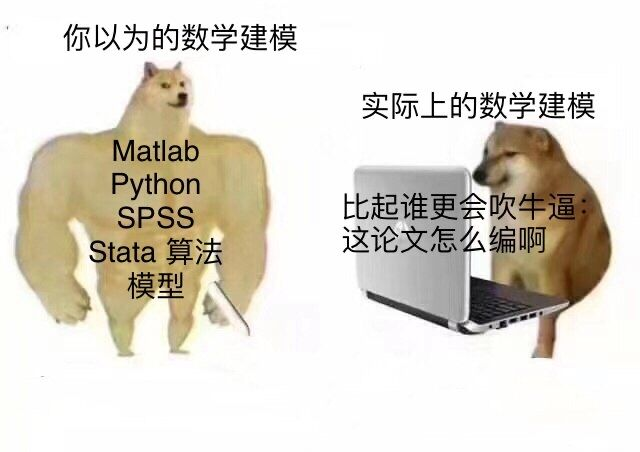 你以为的数学建模
Matlab
Python
SPSS
Stata 算法
模型
实际上的数学建模
比起谁更会吹牛逼：
这论文怎么编啊